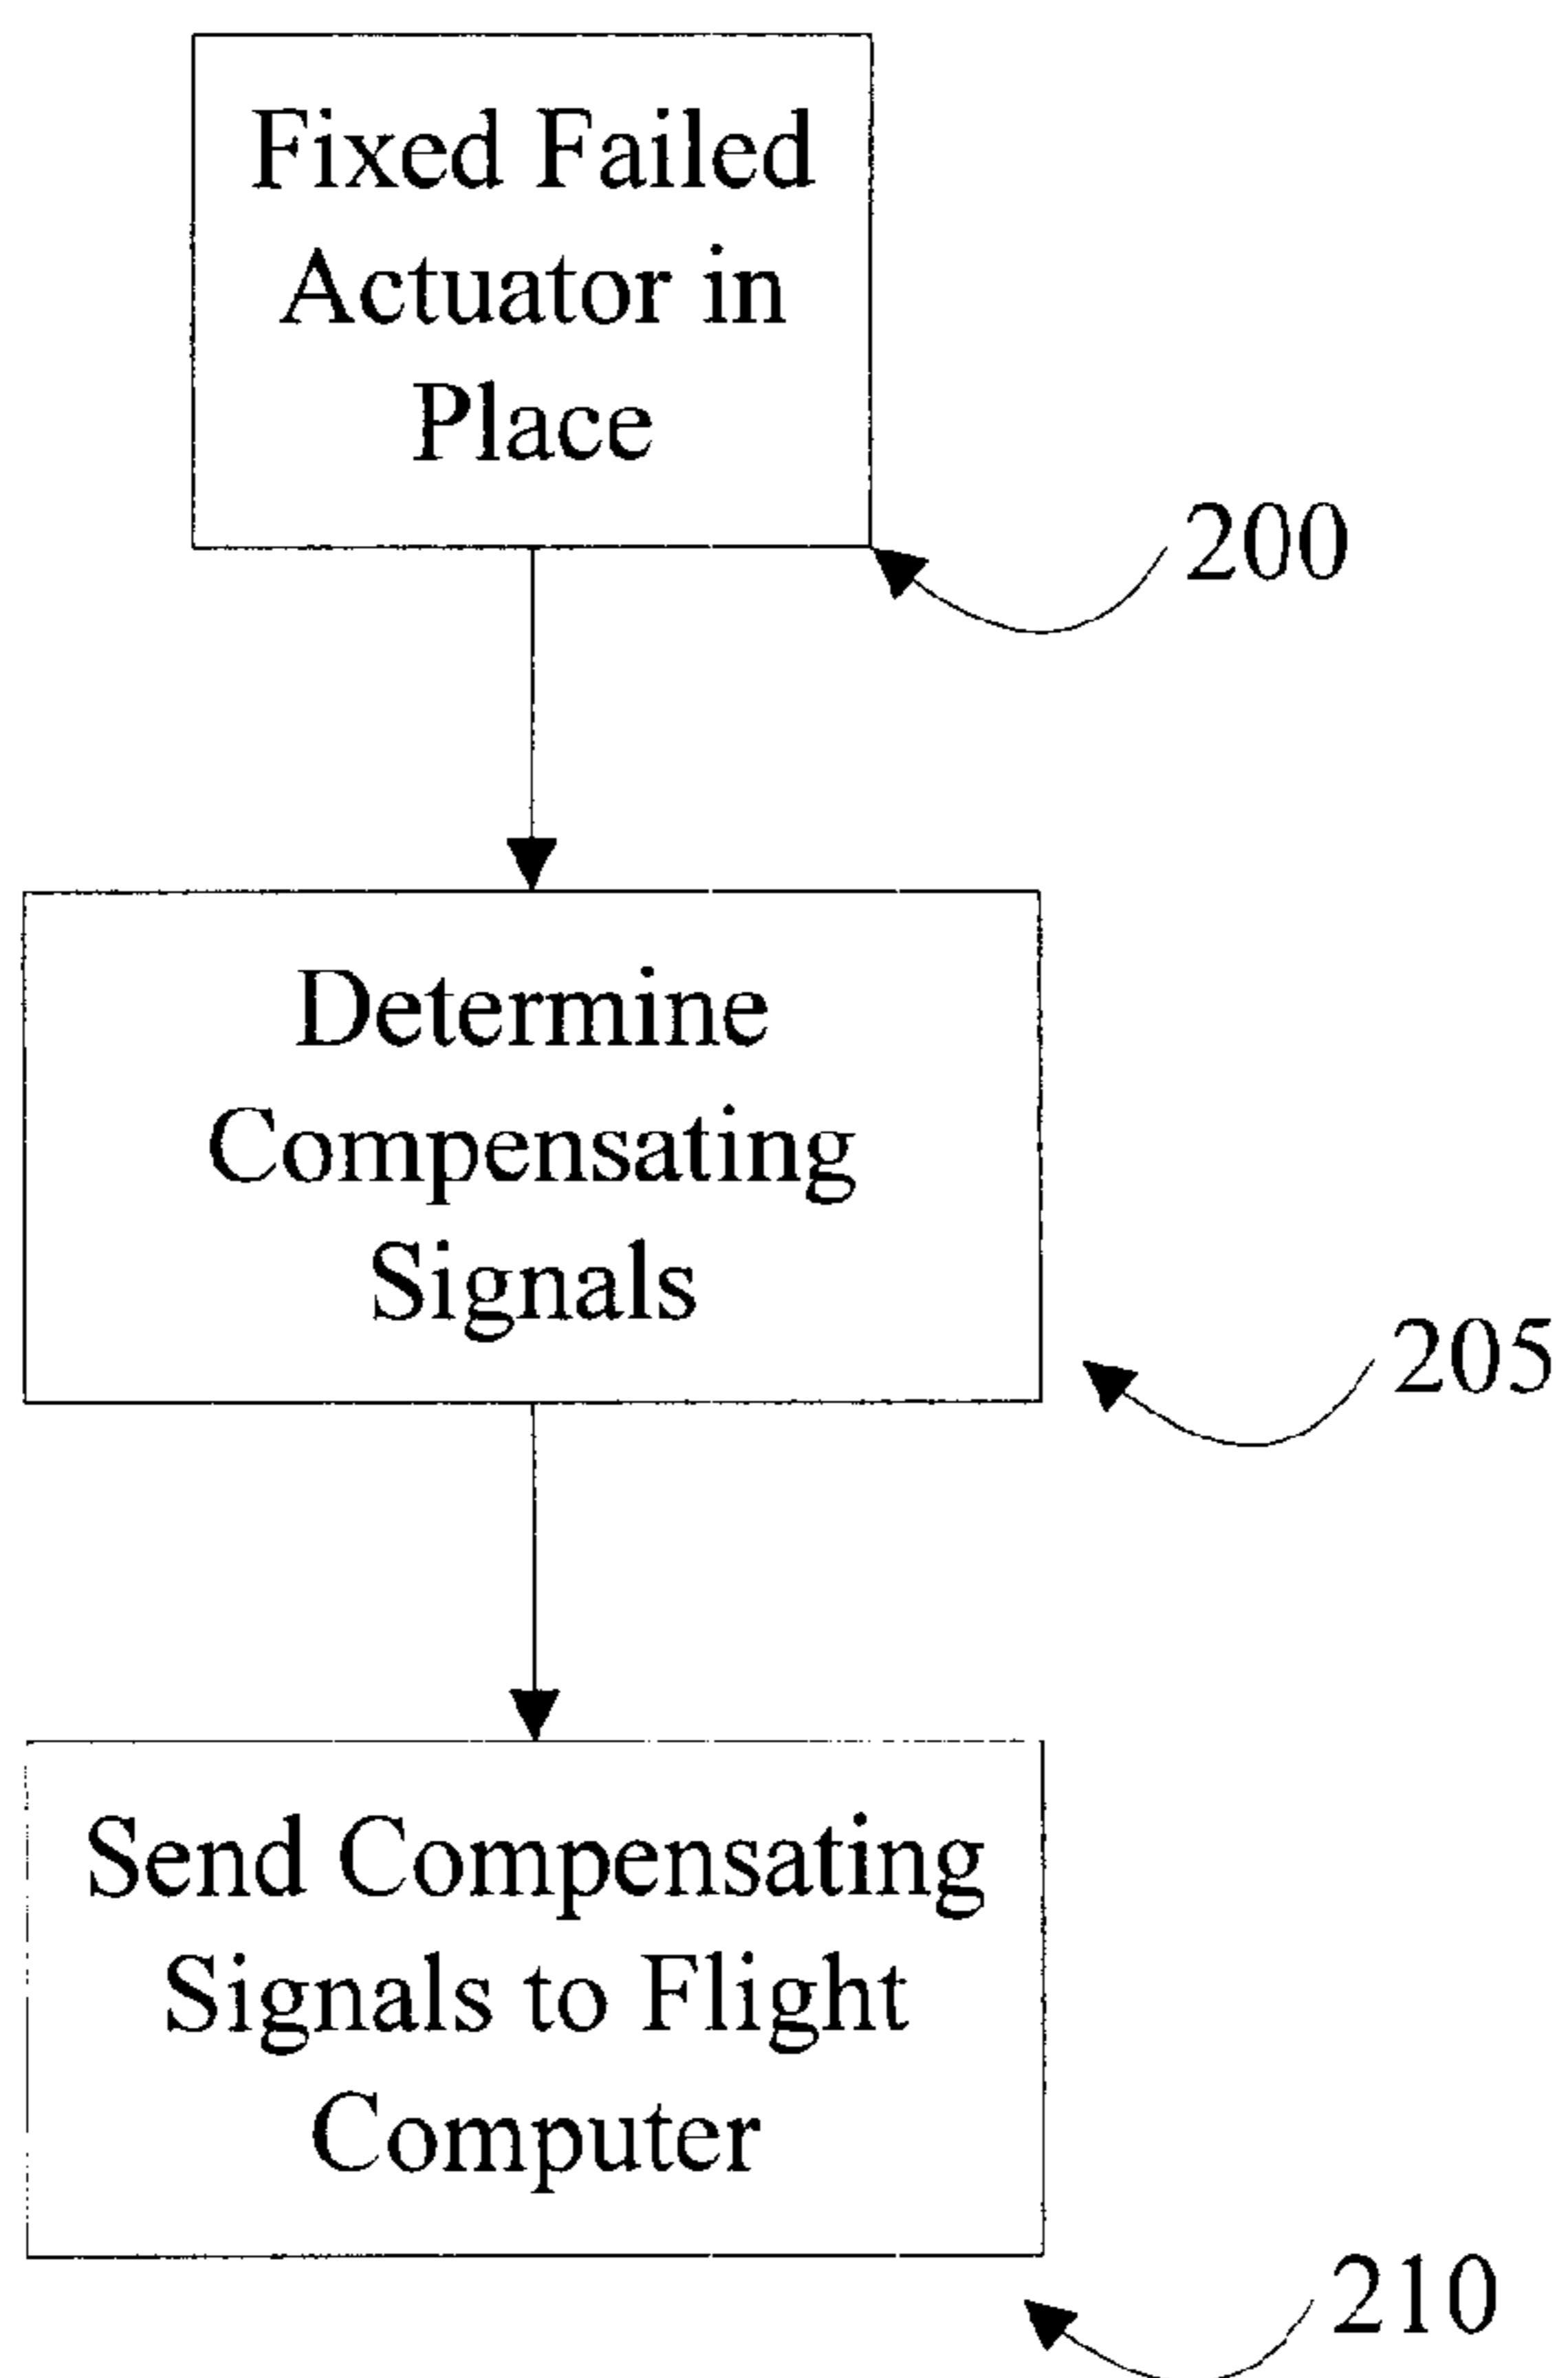 Fixed Failed
Actuator in
Place
200
Determine
Compensating
Signals
205
Send Compensating
Signals to Flight
Computer
210